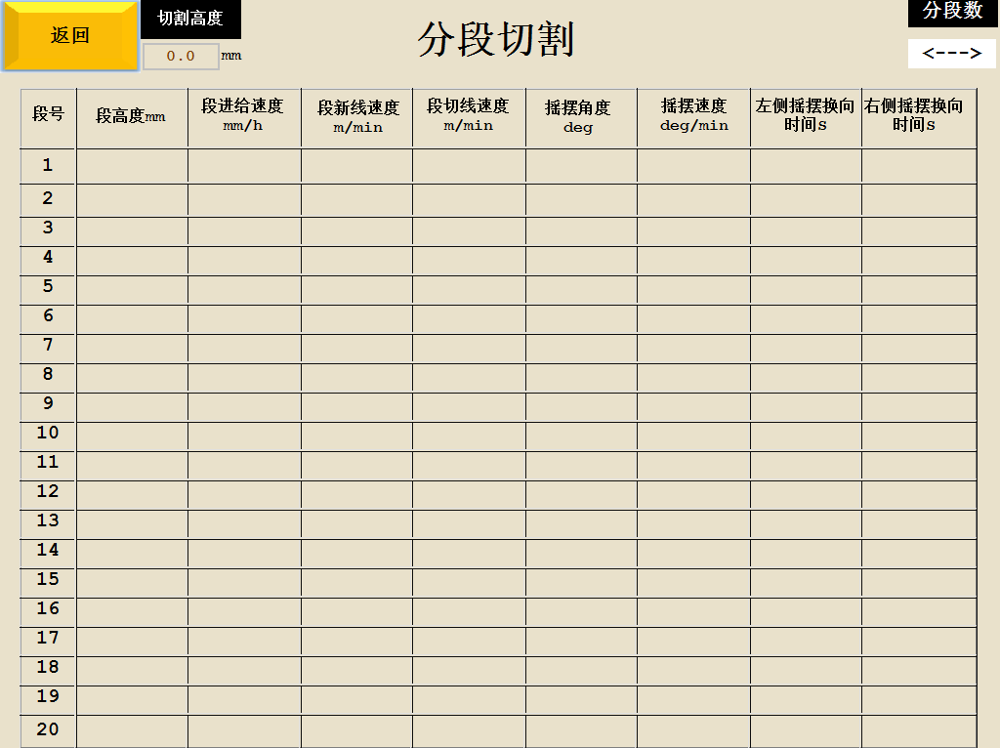 返回
切割高度
0.0 mm
分段切割
分段数
<--->
段号
段高度mm
段进给速度
mm/h
段新线速度
m/min
段切线速度
m/min
摇摆角度
deg
摇摆速度
deg/min
左侧摇摆换向
时间s
右侧摇摆换向
时间s
1
2
3
4
5
6
7
8
9
10
11
12
13
14
15
16
17
18
19
20